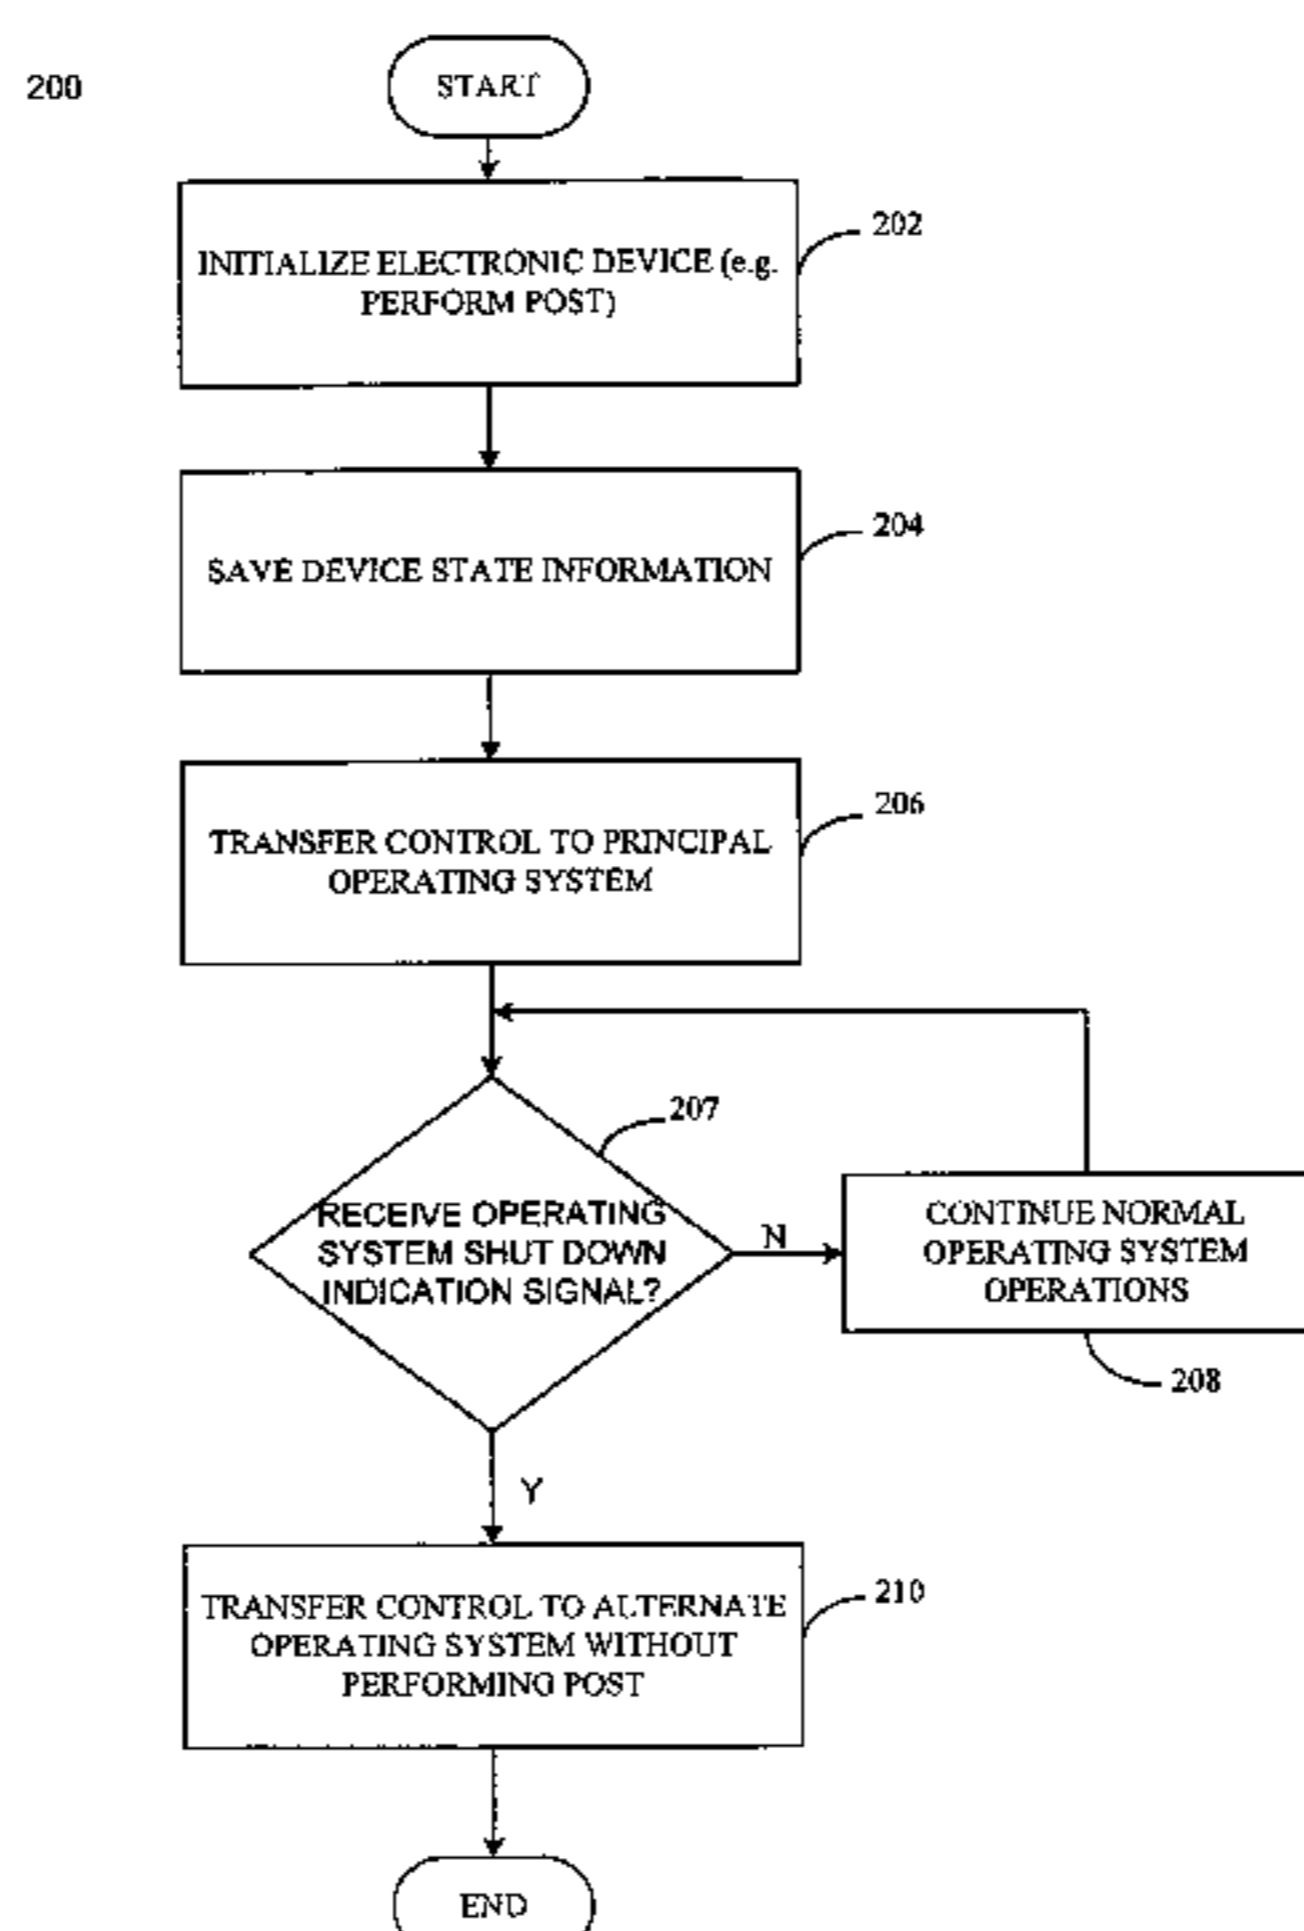 200
START
INITIALIZE ELECTRONIC DEVICE (e.g.
PERFORM POST)
202
SAVE DEVICE STATE INFORMATION
204
TRANSFER CONTROL TO PRINCIPAL
OPERATING SYSTEM
206
RECEIVE OPERATING
SYSTEM SHUT DOWN
INDICATION SIGNAL?
207
N
CONTINUE NORMAL
OPERATING SYSTEM
OPERATIONS
208
Y
TRANSFER CONTROL TO ALTERNATE
OPERATING SYSTEM WITHOUT
PERFORMING POST
210
END